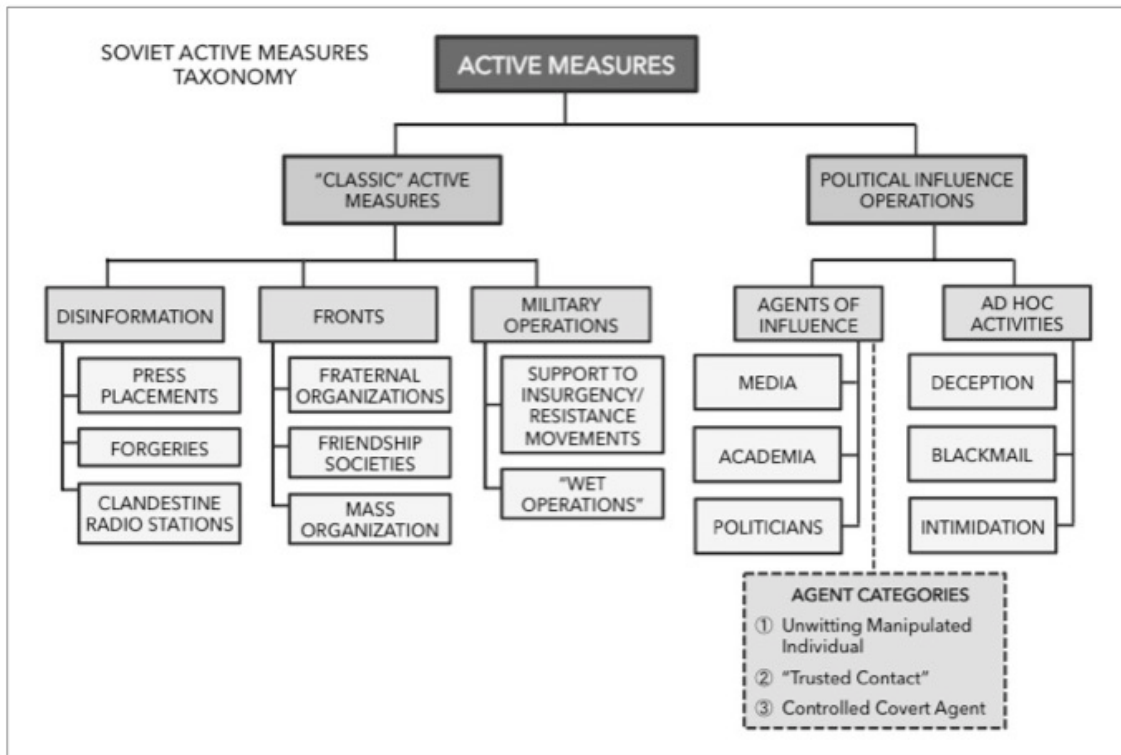 SOVIET ACTIVE MEASURES
TAXONOMY
ACTIVE MEASURES
“CLASSIC” ACTIVE
MEASURES
POLITICAL INFLUENCE
OPERATIONS
DISINFORMATION
FRONTS
MILITARY
OPERATIONS
AGENTS OF
INFLUENCE
AD HOC
ACTIVITIES
PRESS
PLACEMENTS
FORGERIES
CLANDESTINE
RADIO STATIONS
FRATERNAL
ORGANIZATIONS
FRIENDSHIP
SOCIETIES
MASS
ORGANIZATION
SUPPORT TO
INSURGENCY/
RESISTANCE
MOVEMENTS
“WET
OPERATIONS”
MEDIA
ACADEMIA
POLITICIANS
DECEPTION
BLACKMAIL
INTIMIDATION
AGENT CATEGORIES
① Unwitting Manipulated
Individual
② “Trusted Contact”
③ Controlled Covert Agent